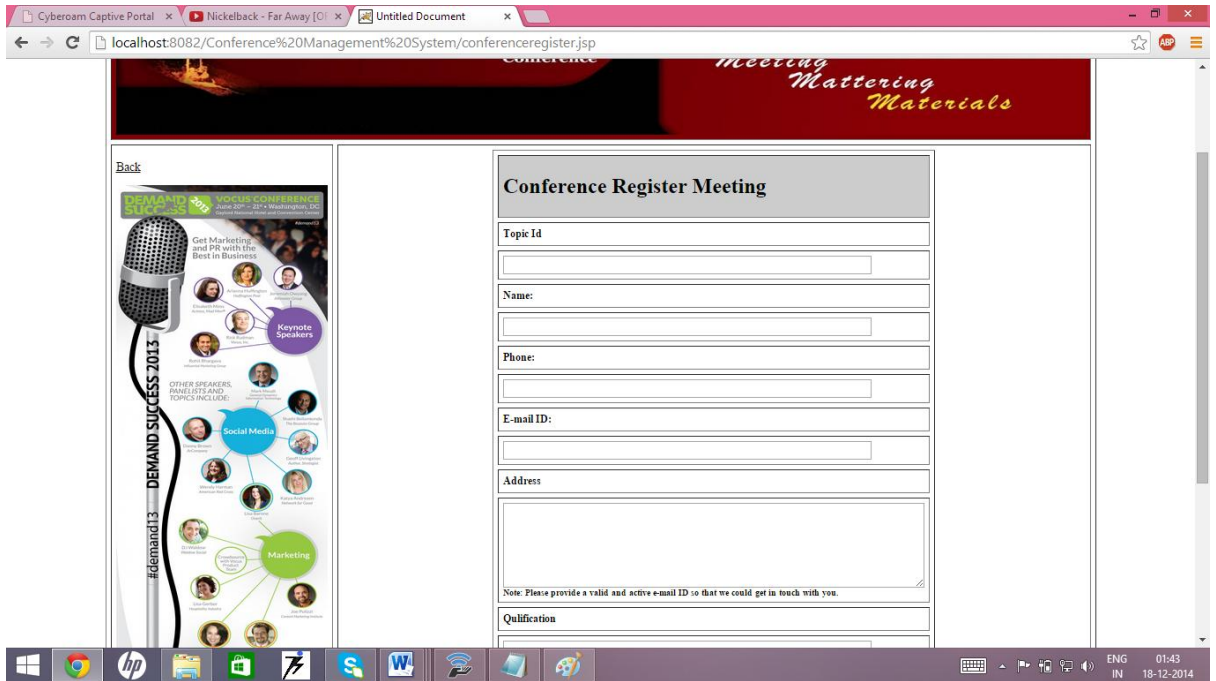 Cyberoam Captive Portal
Nickelback - Far Away [OF
Untitled Document
localhost:8082/Conference%20Management%20System/conferenceregister.jsp
ABP
Conference
Meeting
Mattering
Materials
Back
DEMAND SUCCESS 2013
VOCUS CONFERENCE
June 20th - 21st • Washington, DC
#demand13
Get Marketing
and PR with the
Best in Business
Keynote
Speakers
OTHER SPEAKERS,
PANELISTS AND
TOPICS INCLUDE:
Social Media
Marketing
#demand13 DEMAND SUCCESS 2013
Conference Register Meeting
Topic Id
Name:
Phone:
E-mail ID:
Address
Note: Please provide a valid and active e-mail ID so that we could get in touch with you.
Qulification
hp
ENG
IN
01:43
18-12-2014